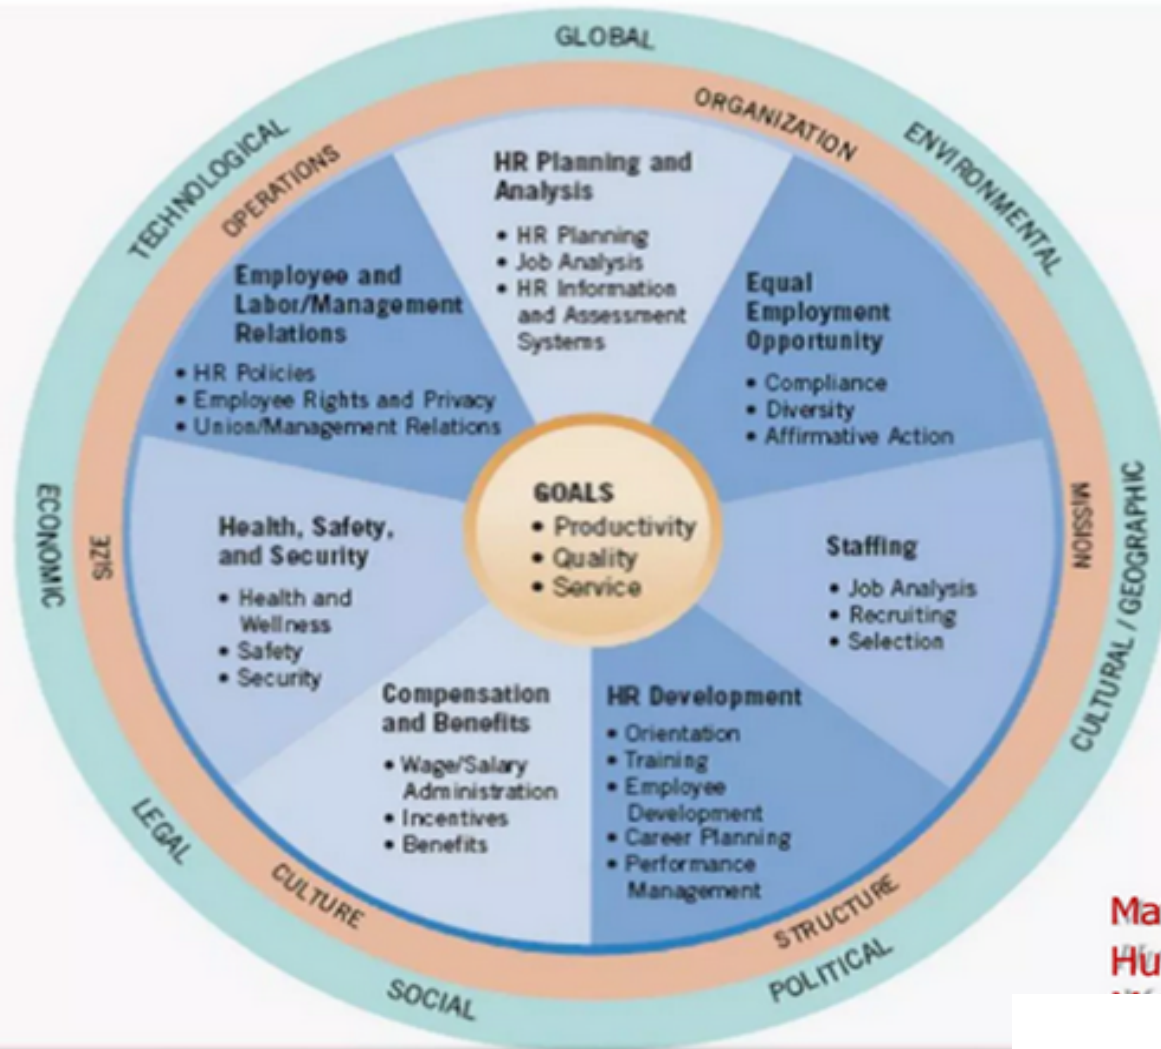 GLOBAL
ORGANIZATION
ENVIRONMENTAL
TECHNOLOGICAL
OPERATIONS
HR Planning and
Analysis
• HR Planning
• Job Analysis
• HR Information
and Assessment
Systems
Equal
Employment
Opportunity
• Compliance
• Diversity
• Affirmative Action
Employee and
Labor/Management
Relations
• HR Policies
• Employee Rights and Privacy
• Union/Management Relations
GOALS
• Productivity
• Quality
• Service
MISSION
CULTURAL / GEOGRAPHIC
Staffing
• Job Analysis
• Recruiting
• Selection
ECONOMIC
SIZE
Health, Safety,
and Security
• Health and
Wellness
• Safety
• Security
Compensation
and Benefits
• Wage/Salary
Administration
• Incentives
• Benefits
HR Development
• Orientation
• Training
• Employee
Development
• Career Planning
• Performance
Management
LEGAL
CULTURE
STRUCTURE
SOCIAL
POLITICAL
Ma
Hu